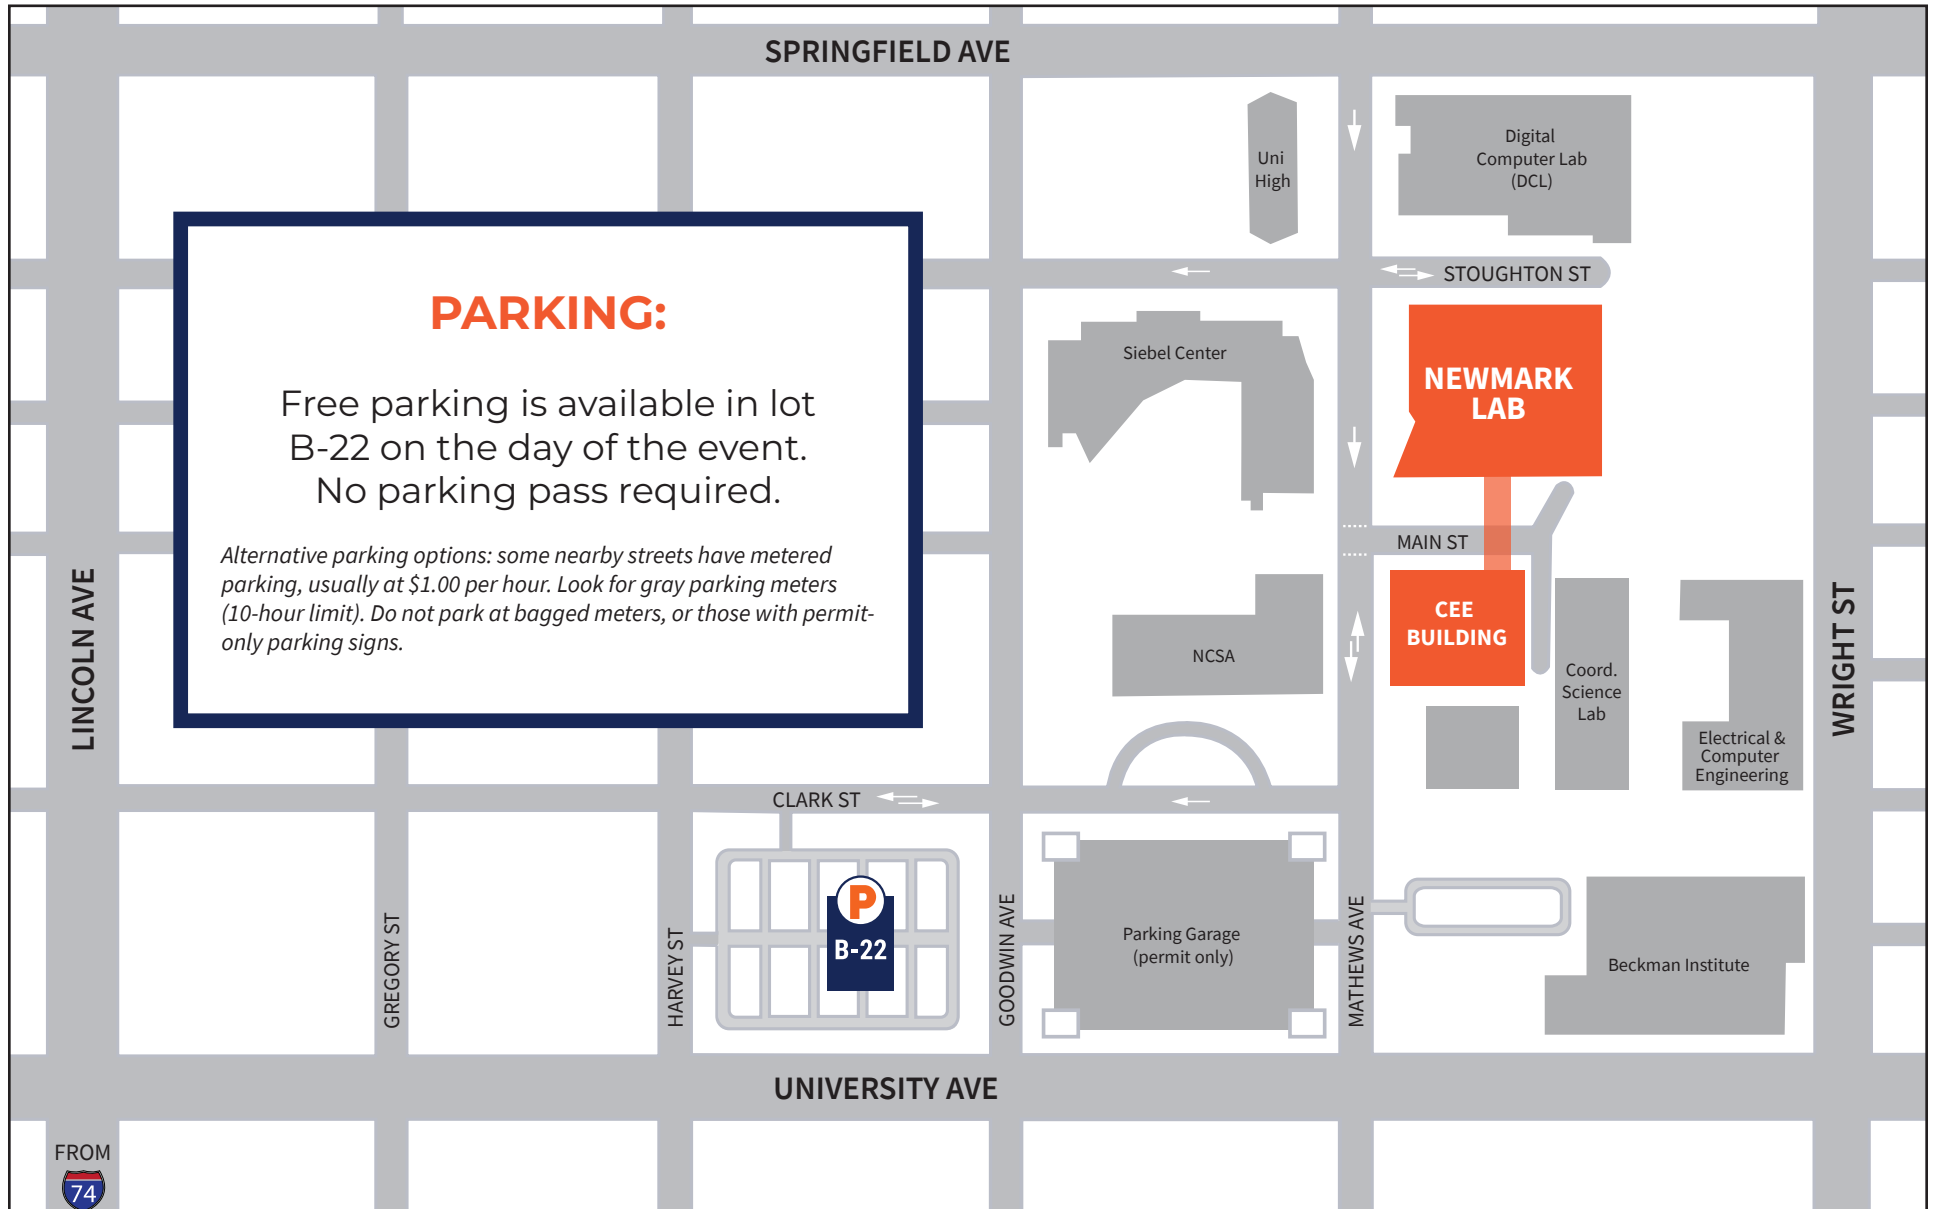 SPRINGFIELD AVE
Uni
High
Digital
Computer Lab
(DCL)
STOUGHTON ST
PARKING:
Free parking is available in lot
B-22 on the day of the event.
No parking pass required.
Alternative parking options: some nearby streets have metered
parking, usually at $1.00 per hour. Look for gray parking meters
(10-hour limit). Do not park at bagged meters, or those with permit-
only parking signs.
Siebel Center
NEWMARK
LAB
MAIN ST
LINCOLN AVE
CEE
BUILDING
NCSA
Coord.
Science
Lab
WRIGHT ST
Electrical &
Computer
Engineering
CLARK ST
GREGORY ST
HARVEY ST
P
B-22
GOODWIN AVE
Parking Garage
(permit only)
MATHEWS AVE
Beckman Institute
UNIVERSITY AVE
FROM
74